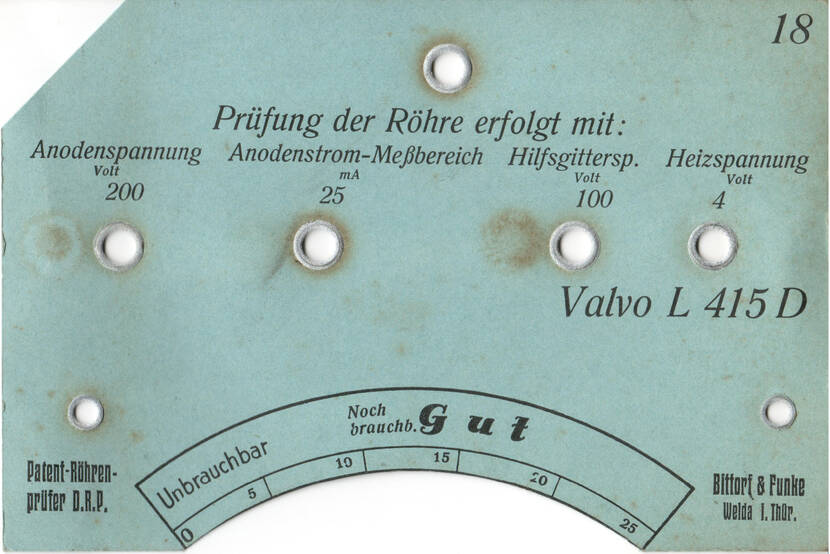 18
Prüfung der Röhre erfolgt mit:
Anodenspannung Anodenstrom-Meßbereich Hilfsgittersp. Heizspannung
Volt mA Volt Volt
200 25 100 4
Valvo L 415 D
Noch
brauchb. Gut
Unbrauchbar
0 5 10 15 20 25
Patent-Röhren-
prüfer D.R.P.
Bittorf & Funke
Weida i. Thür.